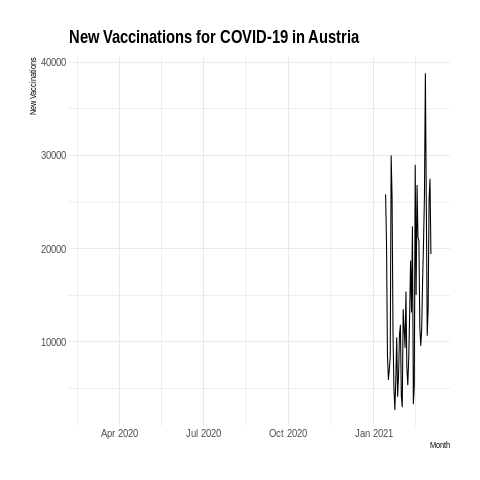 New Vaccinations for COVID-19 in Austria
New Vaccinations
40000
30000
20000
10000
Apr 2020 Jul 2020 Oct 2020 Jan 2021
Month